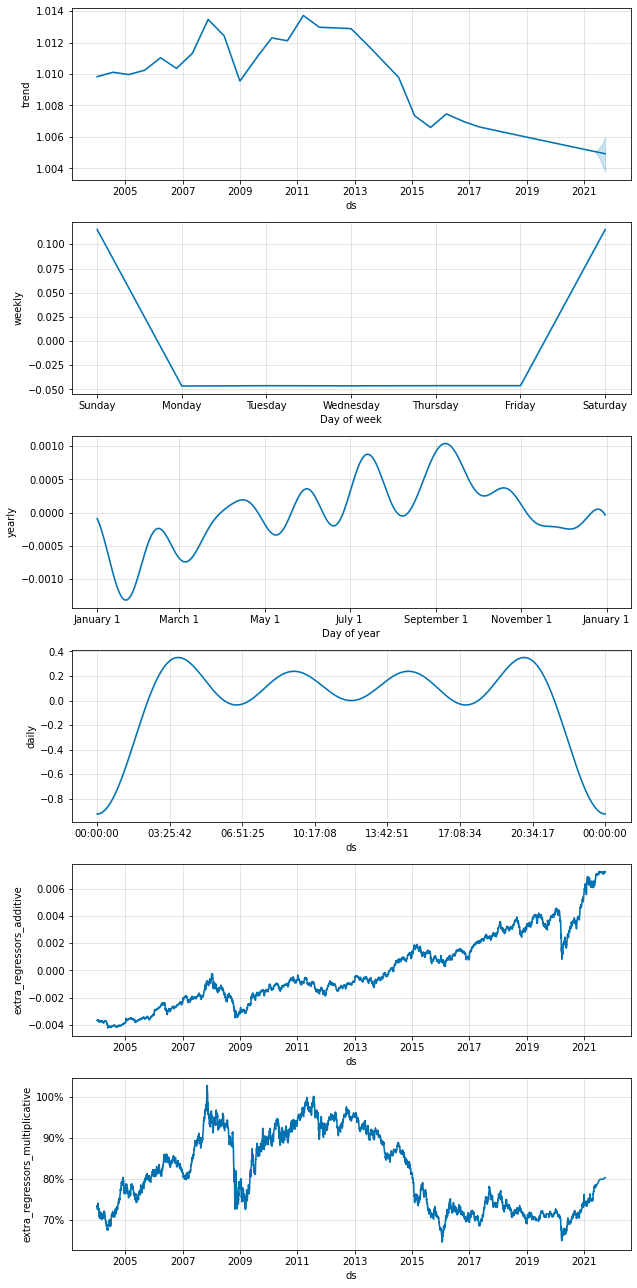 1.014
1.012
1.010
1.008
1.006
1.004
trend
2005 2007 2009 2011 2013 2015 2017 2019 2021
ds
0.100
0.075
0.050
0.025
0.000
−0.025
−0.050
weekly
Sunday Monday Tuesday Wednesday Thursday Friday Saturday
Day of week
0.0010
0.0005
0.0000
−0.0005
−0.0010
yearly
January 1 March 1 May 1 July 1 September 1 November 1 January 1
Day of year
0.4
0.2
0.0
−0.2
−0.4
−0.6
−0.8
daily
00:00:00 03:25:42 06:51:25 10:17:08 13:42:51 17:08:34 20:34:17 00:00:00
ds
0.006
0.004
0.002
0.000
−0.002
−0.004
extra_regressors_additive
2005 2007 2009 2011 2013 2015 2017 2019 2021
ds
100%
90%
80%
70%
extra_regressors_multiplicative
2005 2007 2009 2011 2013 2015 2017 2019 2021
ds